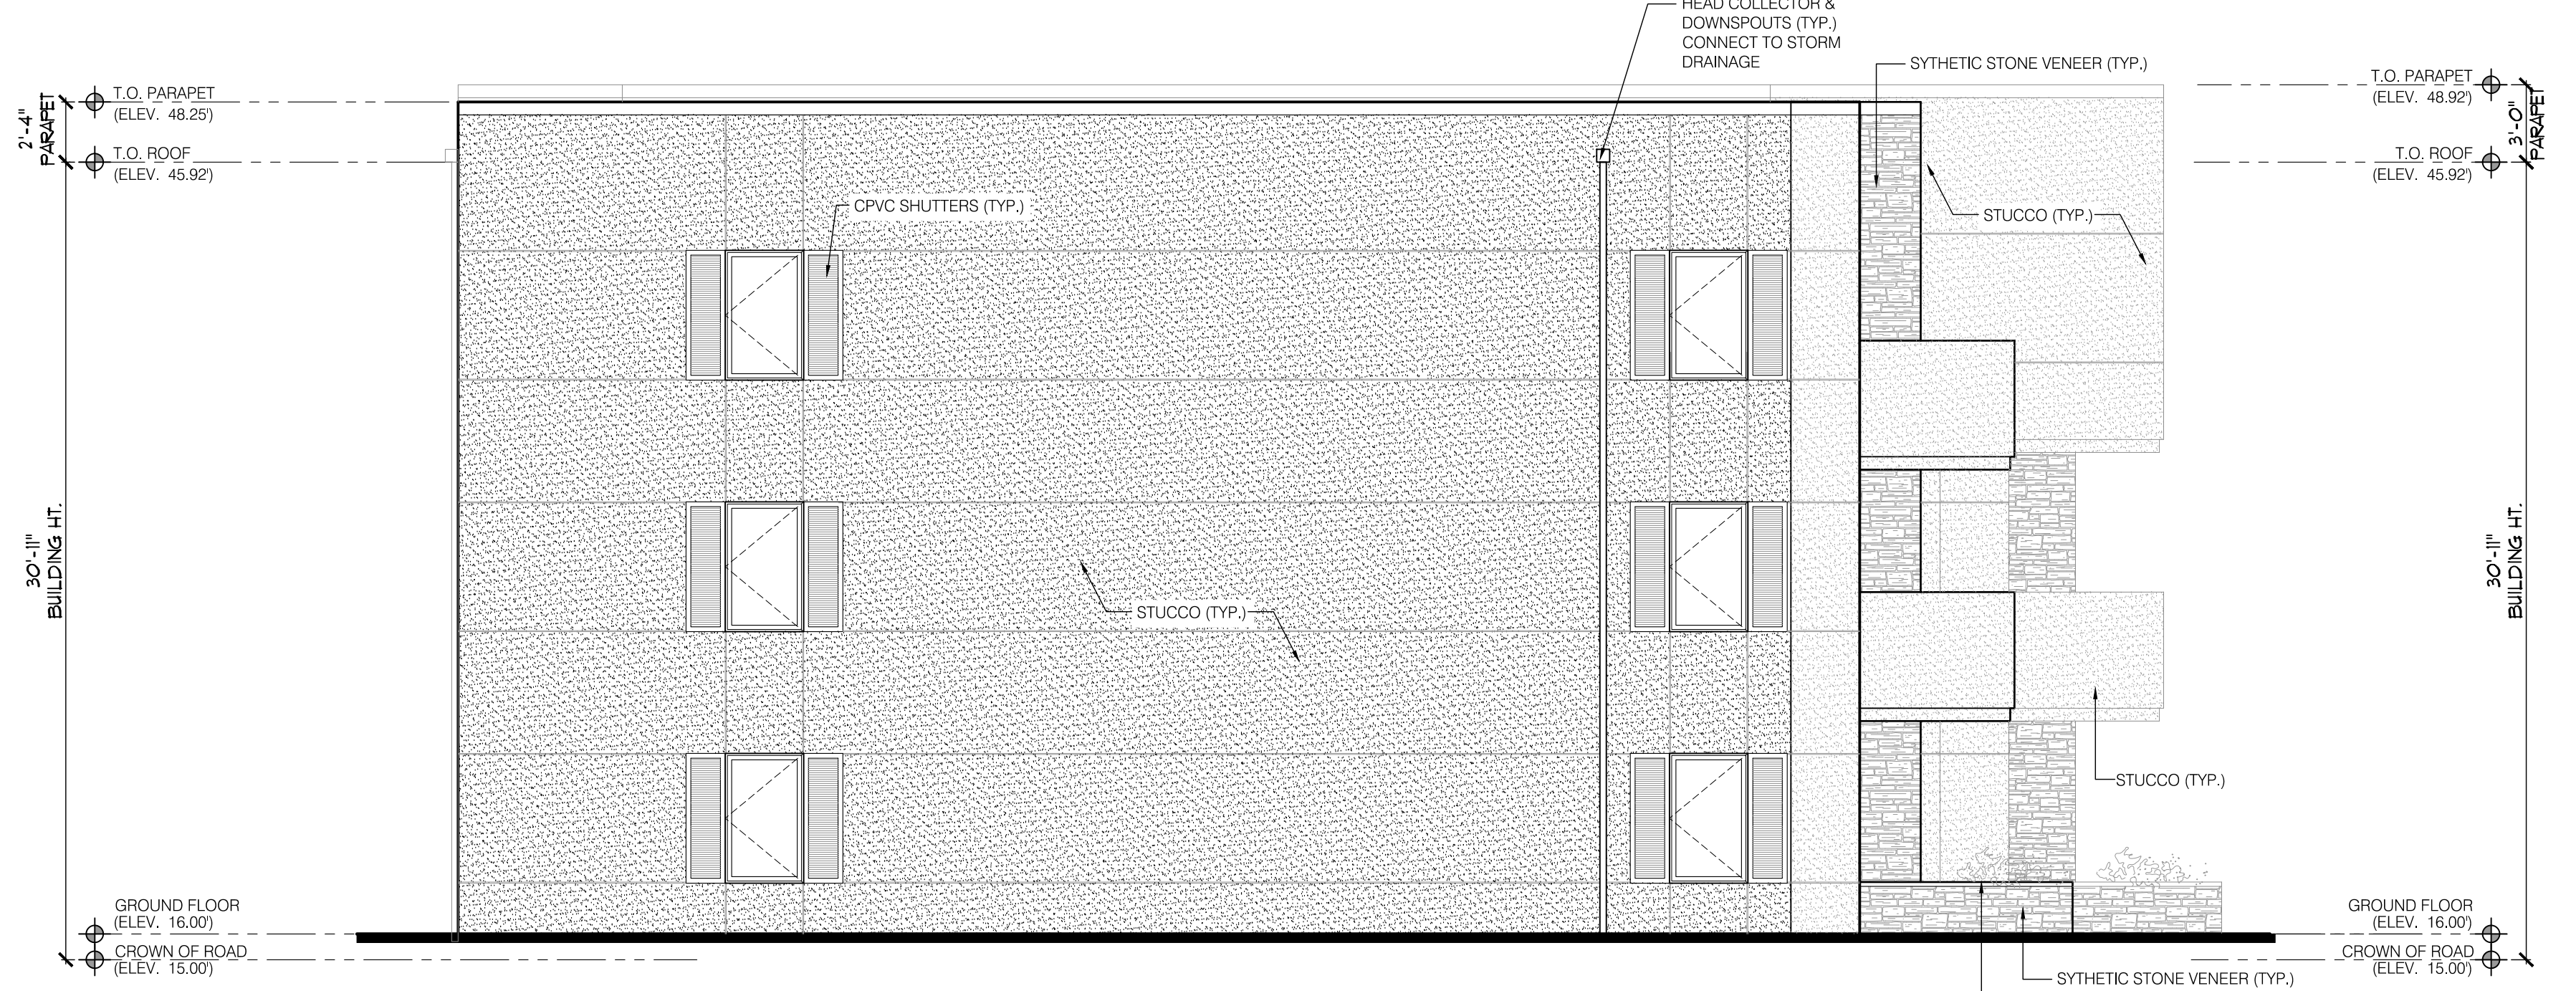 HEAD COLLECTOR &
DOWNSPOUTS (TYP.)
CONNECT TO STORM
DRAINAGE
SYTHETIC STONE VENEER (TYP.)
T.O. PARAPET
(ELEV. 48.25')
2'-4"
PARAPET
T.O. ROOF
(ELEV. 45.92')
T.O. PARAPET
(ELEV. 48.92')
3'-0"
PARAPET
T.O. ROOF
(ELEV. 45.92')
CPVC SHUTTERS (TYP.)
STUCCO (TYP.)
30'-11"
BUILDING HT.
STUCCO (TYP.)
30'-11"
BUILDING HT.
STUCCO (TYP.)
GROUND FLOOR
(ELEV. 16.00')
CROWN OF ROAD
(ELEV. 15.00')
GROUND FLOOR
(ELEV. 16.00')
CROWN OF ROAD
(ELEV. 15.00')
SYTHETIC STONE VENEER (TYP.)